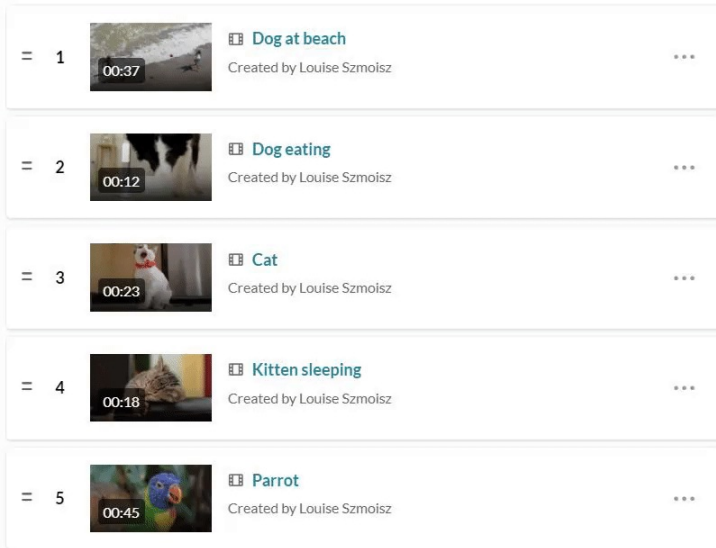 1
00:37
Dog at beach
Created by Louise Szmoisz
2
00:12
Dog eating
Created by Louise Szmoisz
3
00:23
Cat
Created by Louise Szmoisz
4
00:18
Kitten sleeping
Created by Louise Szmoisz
5
00:45
Parrot
Created by Louise Szmoisz